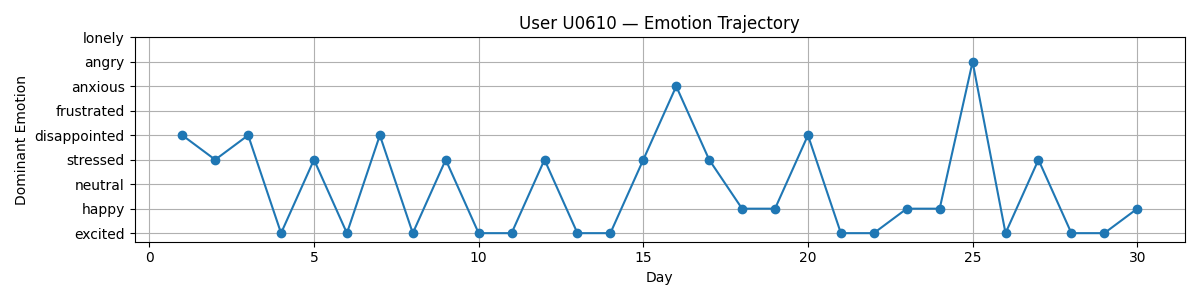 User U0610 — Emotion Trajectory
Dominant Emotion
lonely
angry
anxious
frustrated
disappointed
stressed
neutral
happy
excited
0 5 10 15 20 25 30
Day